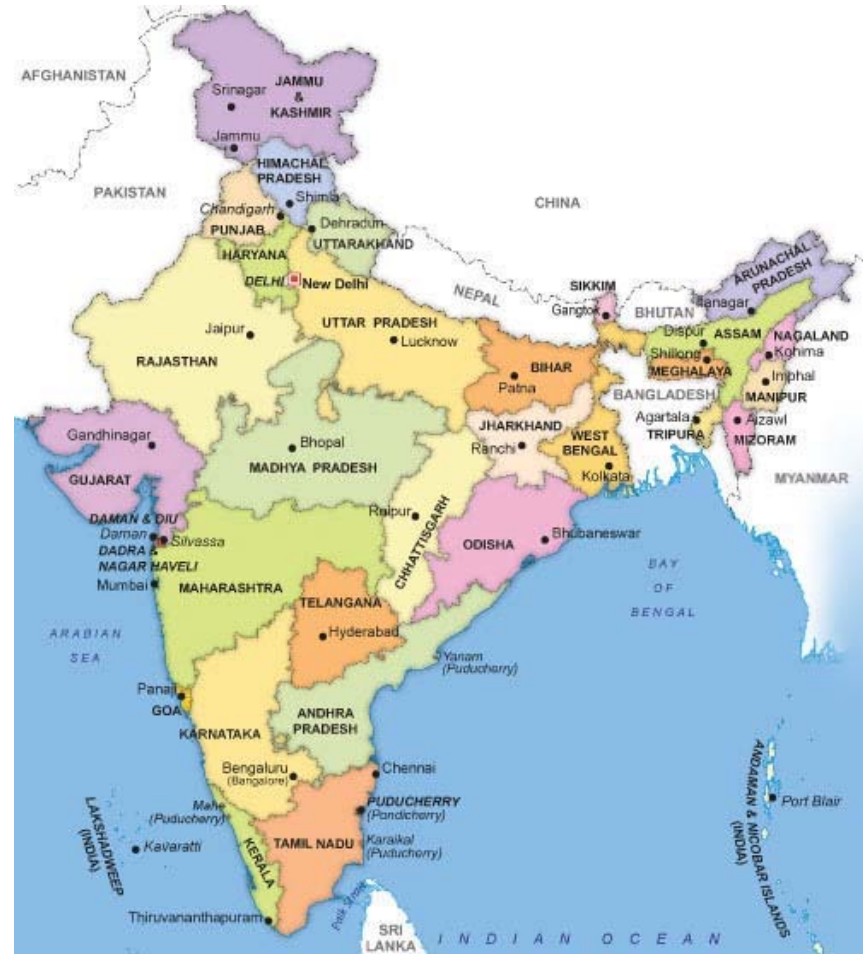 AFGHANISTAN
JAMMU
&
KASHMIR
Srinagar
Jammu
HIMACHAL
PRADESH
PAKISTAN
Shimla
CHINA
Chandigarh
PUNJAB
Dehradun
UTTARAKHAND
HARYANA
DELHI
New Delhi
NEPAL
SIKKIM
Gangtok
BHUTAN
ARUNACHAL
PRADESH
Itanagar
Dispur
ASSAM
NAGALAND
Kohima
Shillong
MEGHALAYA
Imphal
MANIPUR
BANGLADESH
Agartala
TRIPURA
Aizawl
MIZORAM
MYANMAR
Jaipur
RAJASTHAN
UTTAR PRADESH
Lucknow
BIHAR
Patna
JHARKHAND
Ranchi
WEST
BENGAL
Kolkata
Gandhinagar
GUJARAT
Bhopal
MADHYA PRADESH
Raipur
CHHATTISGARH
ODISHA
Bhubaneswar
DAMAN & DIU
Daman
Silvassa
DADRA &
NAGAR HAVELI
Mumbai
MAHARASHTRA
TELANGANA
Hyderabad
BAY
OF
BENGAL
ARABIAN
SEA
Yanam
(Puducherry)
Panaji
GOA
KARNATAKA
ANDHRA
PRADESH
Bengaluru
(Bangalore)
Chennai
Mahe
(Puducherry)
PUDUCHERRY
(Pondicherry)
TAMIL NADU
Karaikal
(Puducherry)
KERALA
LAKSHADWEEP
(INDIA)
Kavaratti
Thiruvananthapuram
Palk Strait
SRI
LANKA
INDIAN OCEAN
ANDAMAN & NICOBAR ISLANDS
(INDIA)
Port Blair